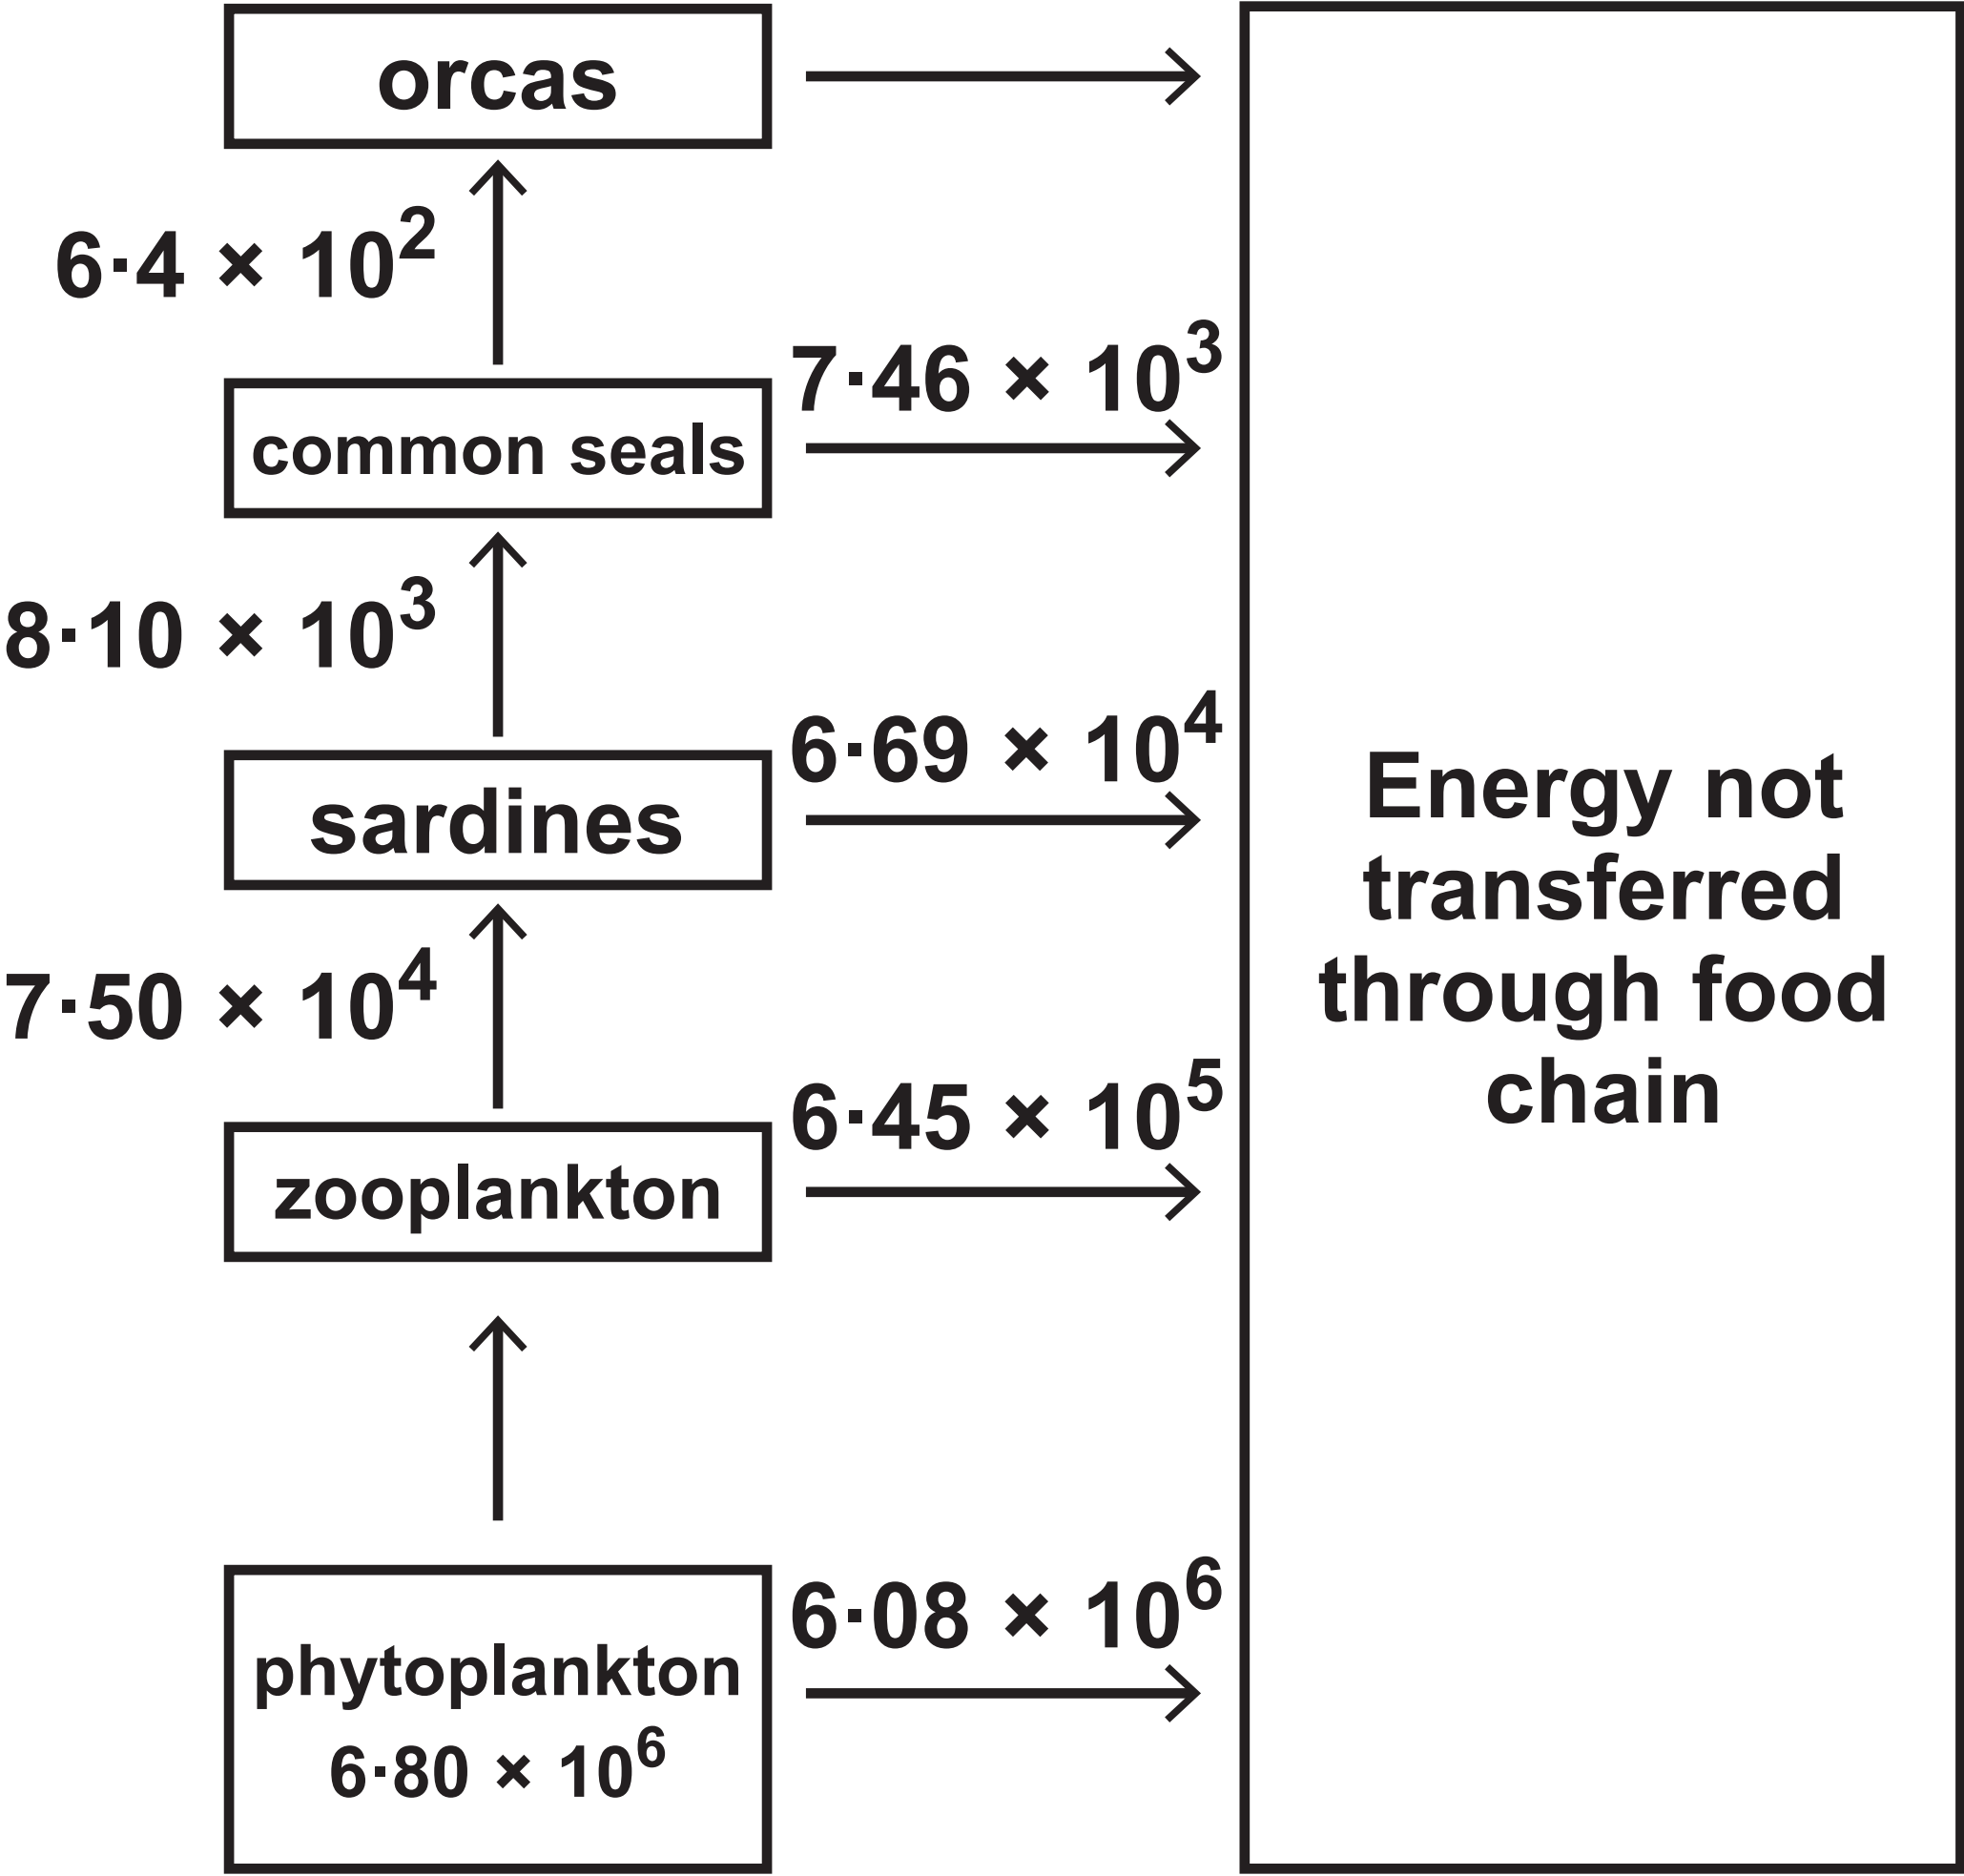 orcas
6·4 × 10²
7·46 × 10³
common seals
8·10 × 10³
6·69 × 10⁴
sardines
Energy not
transferred
through food
chain
7·50 × 10⁴
6·45 × 10⁵
zooplankton
6·08 × 10⁶
phytoplankton
6·80 × 10⁶